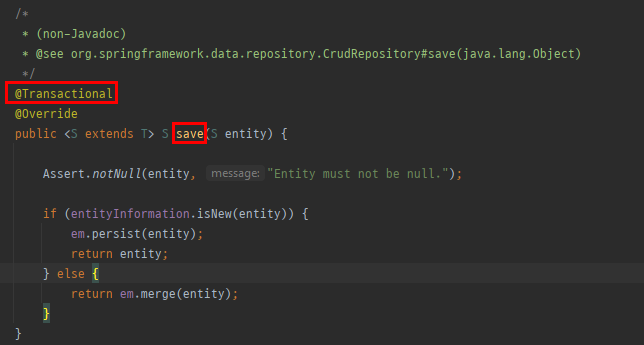 /*
* (non-Javadoc)
* @see org.springframework.data.repository.CrudRepository#save(java.lang.Object)
*/
@Transactional
@Override
public <S extends T> S save(S entity) {
Assert.notNull(entity, message: "Entity must not be null.");
if (entityInformation.isNew(entity)) {
em.persist(entity);
return entity;
} else {
return em.merge(entity);
}
}